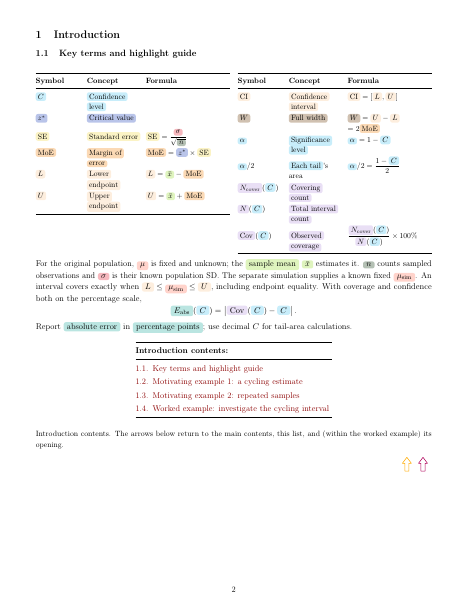 1 Introduction
1.1 Key terms and highlight guide
Symbol Concept Formula
C Confidence level
z* Critical value
SE Standard error SE = σ / √n
MoE Margin of error MoE = z* × SE
L Lower endpoint L = x̄ − MoE
U Upper endpoint U = x̄ + MoE
Symbol Concept Formula
CI Confidence interval CI = [L, U]
W Full width W = U − L = 2 MoE
α Significance level α = 1 − C
α/2 Each tail's area α/2 = (1 − C) / 2
N_cover(C) Covering count
N(C) Total interval count
Cov(C) Observed coverage N_cover(C) / N(C) × 100%
For the original population, μ is fixed and unknown; the sample mean x̄ estimates it. n counts sampled
observations and σ is their known population SD. The separate simulation supplies a known fixed μ_sim. An
interval covers exactly when L ≤ μ_sim ≤ U, including endpoint equality. With coverage and confidence
both on the percentage scale,
E_abs(C) = |Cov(C) − C|.
Report absolute error in percentage points; use decimal C for tail-area calculations.
Introduction contents:
1.1. Key terms and highlight guide
1.2. Motivating example 1: a cycling estimate
1.3. Motivating example 2: repeated samples
1.4. Worked example: investigate the cycling interval
Introduction contents. The arrows below return to the main contents, this list, and (within the worked example) its
opening.
2